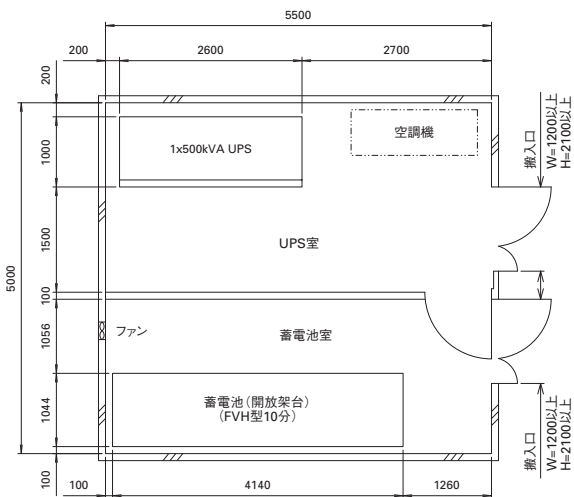 5500
200
2600
2700
200
1000
1500
100
1056
1044
100
5000
1x500kVA UPS
空調機
UPS室
ファン
蓄電池室
蓄電池（開放架台）
（FVH型10分）
搬入口
W=1200以上
H=2100以上
搬入口
W=1200以上
H=2100以上
100
4140
1260